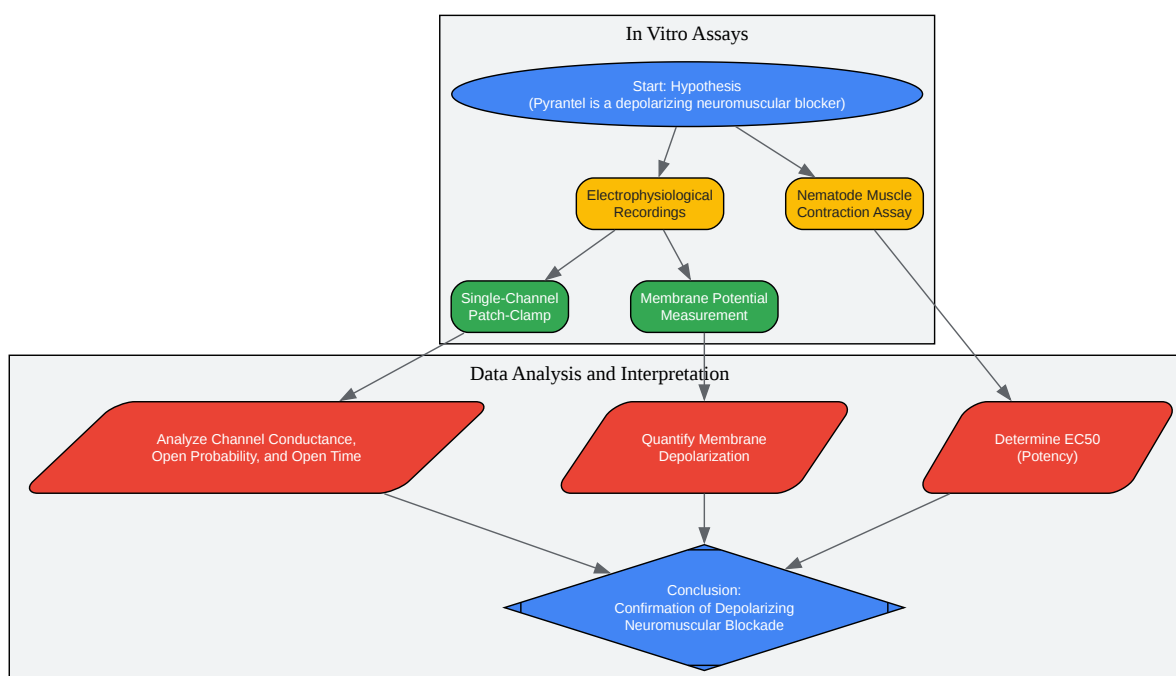 In Vitro Assays
Start: Hypothesis
(Pyrantel is a depolarizing neuromuscular blocker)
Electrophysiological
Recordings
Nematode Muscle
Contraction Assay
Single-Channel
Patch-Clamp
Membrane Potential
Measurement
Data Analysis and Interpretation
Analyze Channel Conductance,
Open Probability, and Open Time
Quantify Membrane
Depolarization
Determine EC50
(Potency)
Conclusion:
Confirmation of Depolarizing
Neuromuscular Blockade